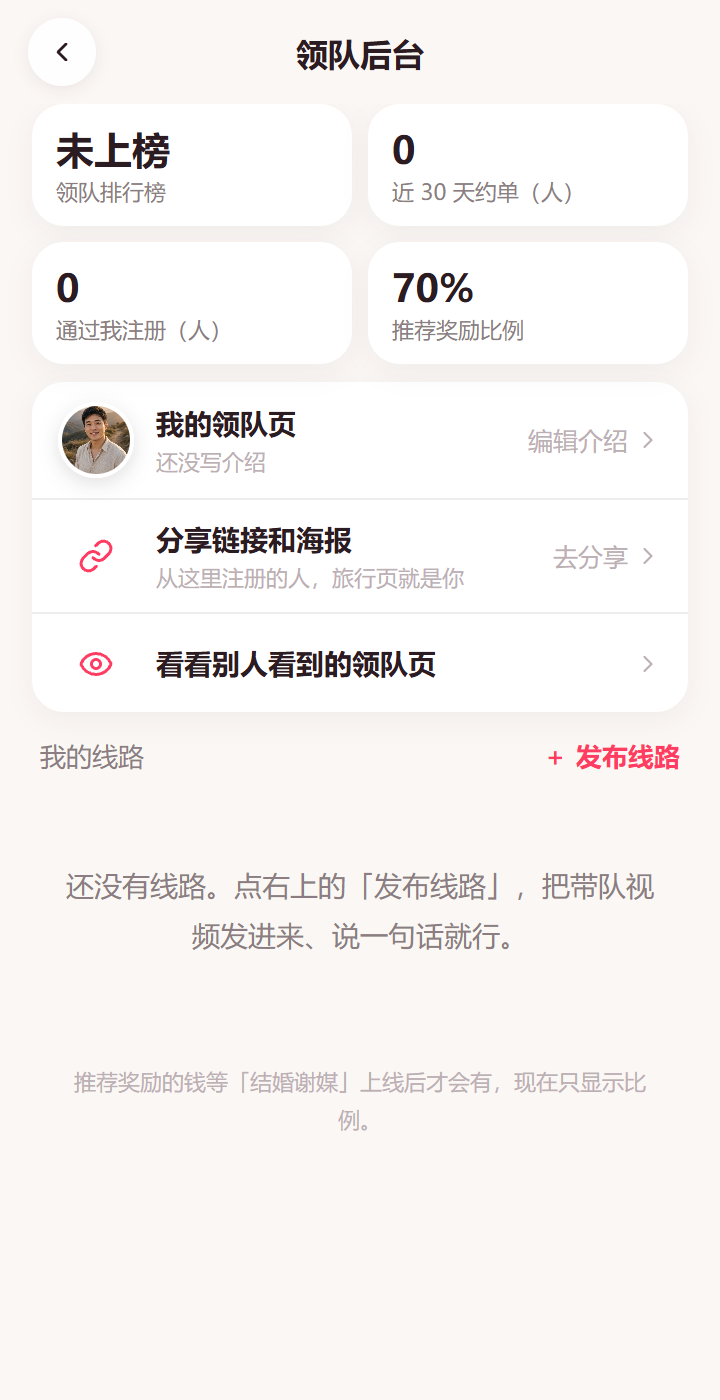 领队后台
未上榜
领队排行榜
0
近 30 天约单（人）
0
通过我注册（人）
70%
推荐奖励比例
我的领队页
还没写介绍
编辑介绍
分享链接和海报
从这里注册的人，旅行页就是你
去分享
看看别人看到的领队页
我的线路
+ 发布线路
还没有线路。点右上的「发布线路」，把带队视
频发进来、说一句话就行。
推荐奖励的钱等「结婚谢媒」上线后才会有，现在只显示比
例。